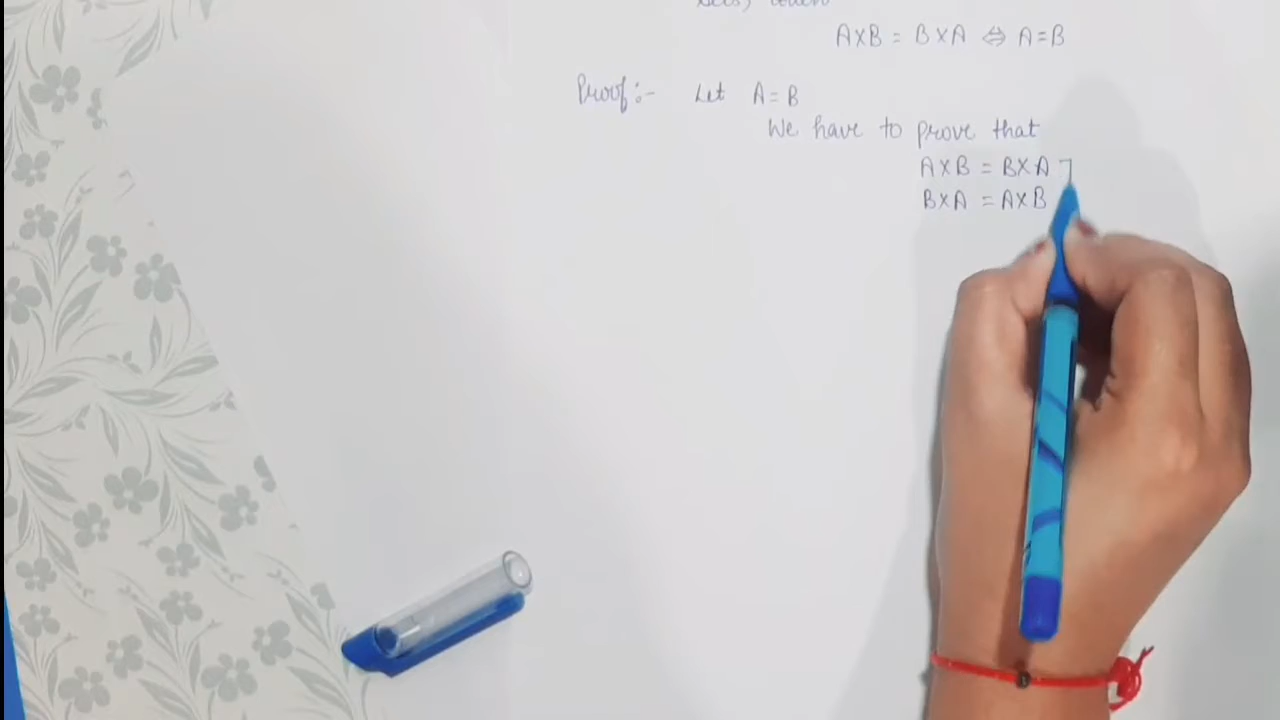 A×B = B×A ⇔ A=B
Proof:- Let A = B
We have to prove that
A×B = B×A
B×A = A×B